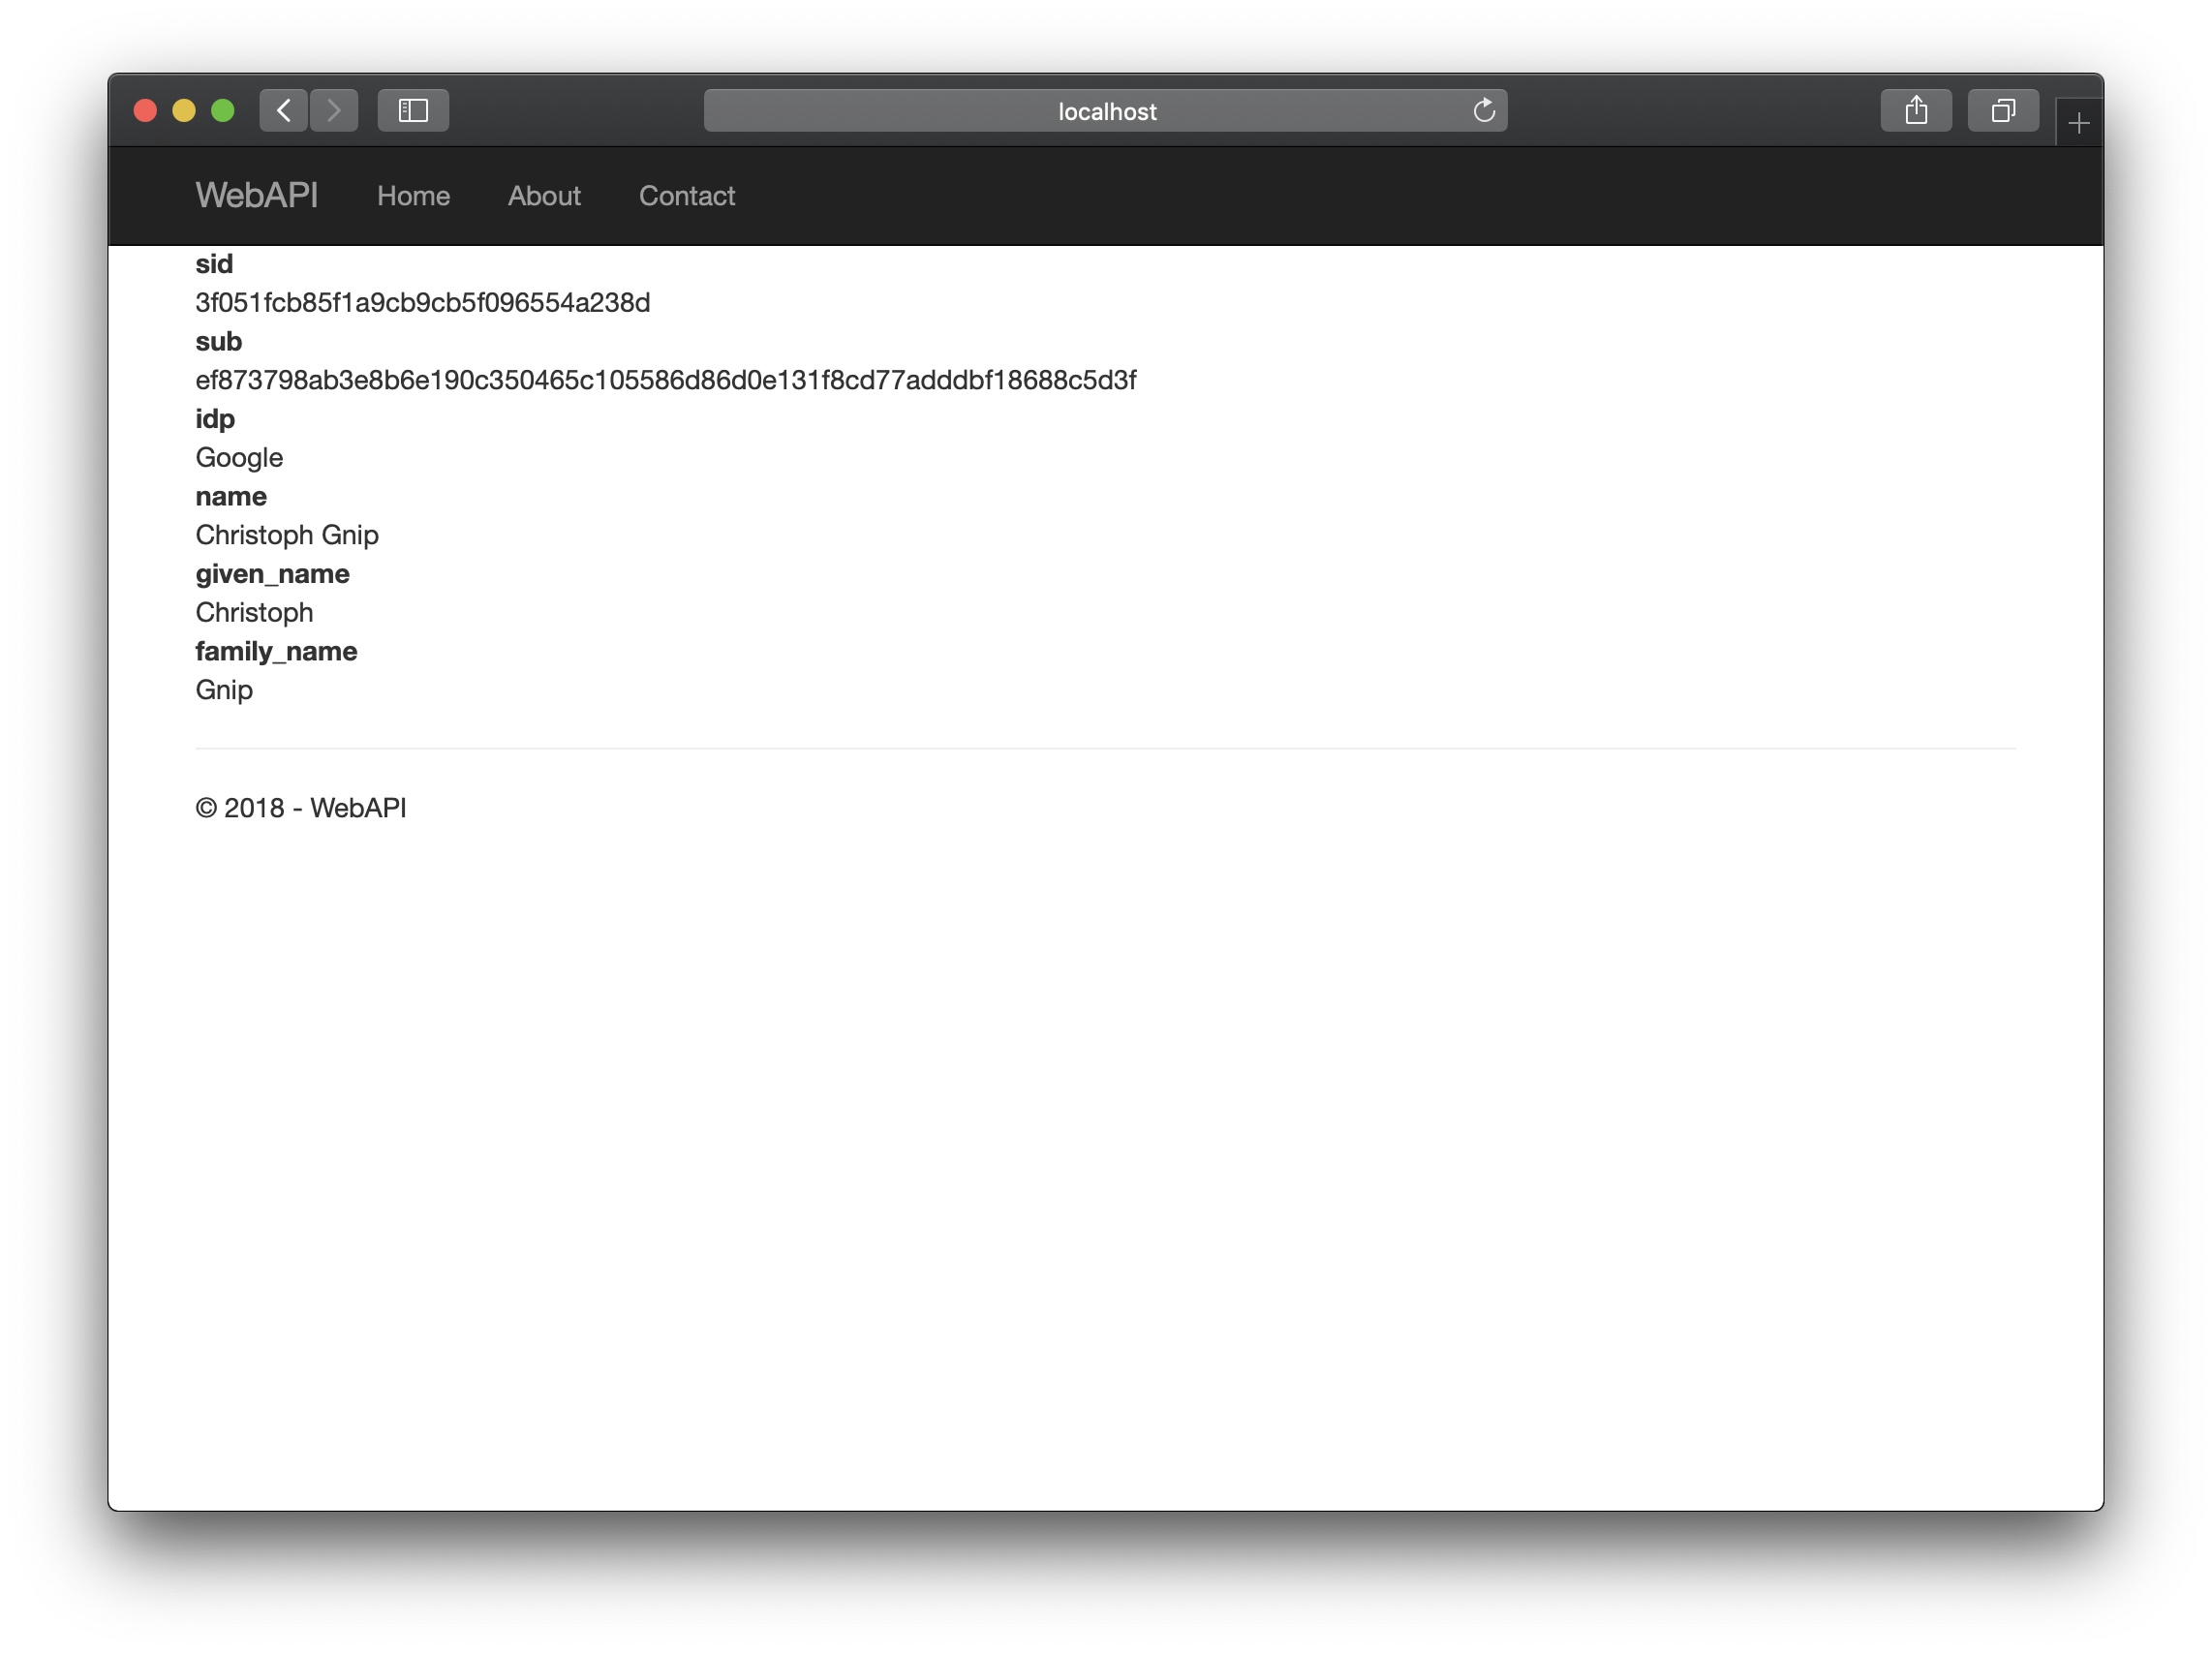 localhost
WebAPI Home About Contact
sid
3f051fcb85f1a9cb9cb5f096554a238d
sub
ef873798ab3e8b6e190c350465c105586d86d0e131f8cd77adddbf18688c5d3f
idp
Google
name
Christoph Gnip
given_name
Christoph
family_name
Gnip
© 2018 - WebAPI